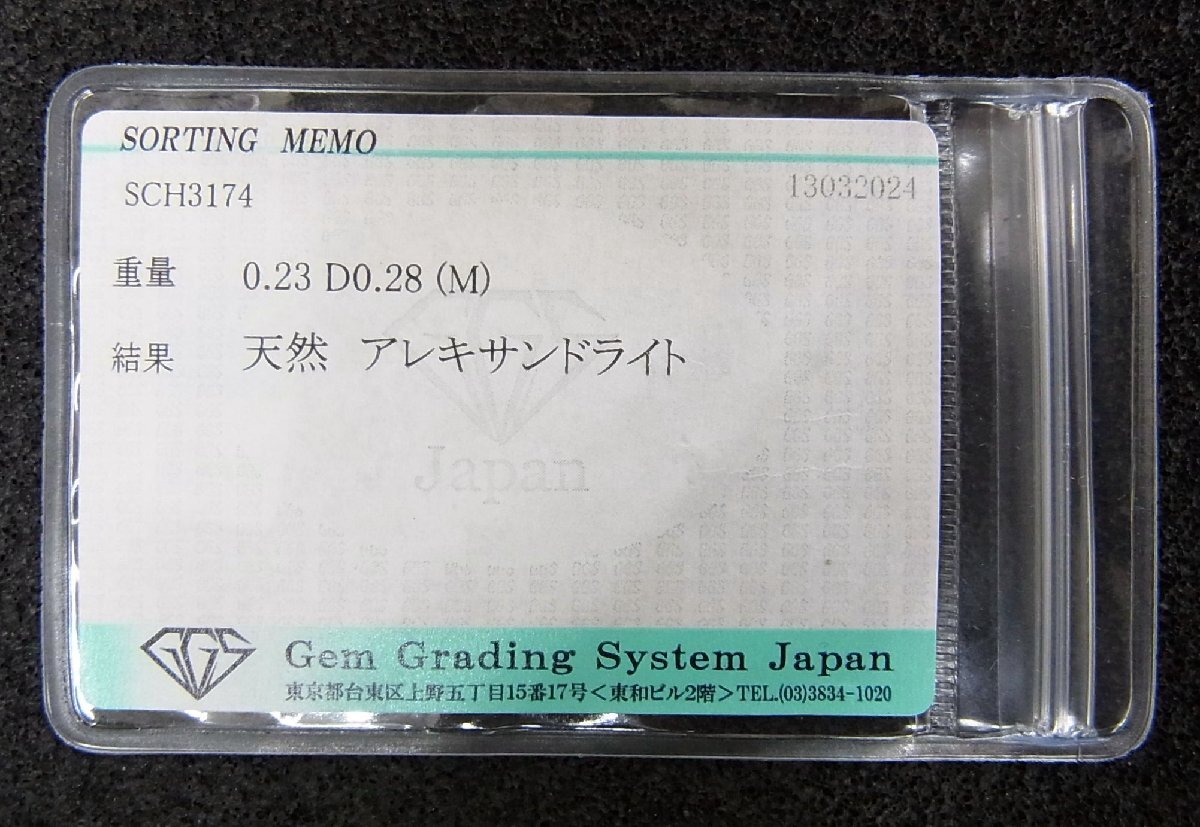 SORTING MEMO
SCH3174 13032024
重量 0.23 D0.28 (M)
結果 天然 アレキサンドライト
Japan
GGS Gem Grading System Japan
東京都台東区上野五丁目15番17号<東和ビル2階>TEL.(03)3834-1020